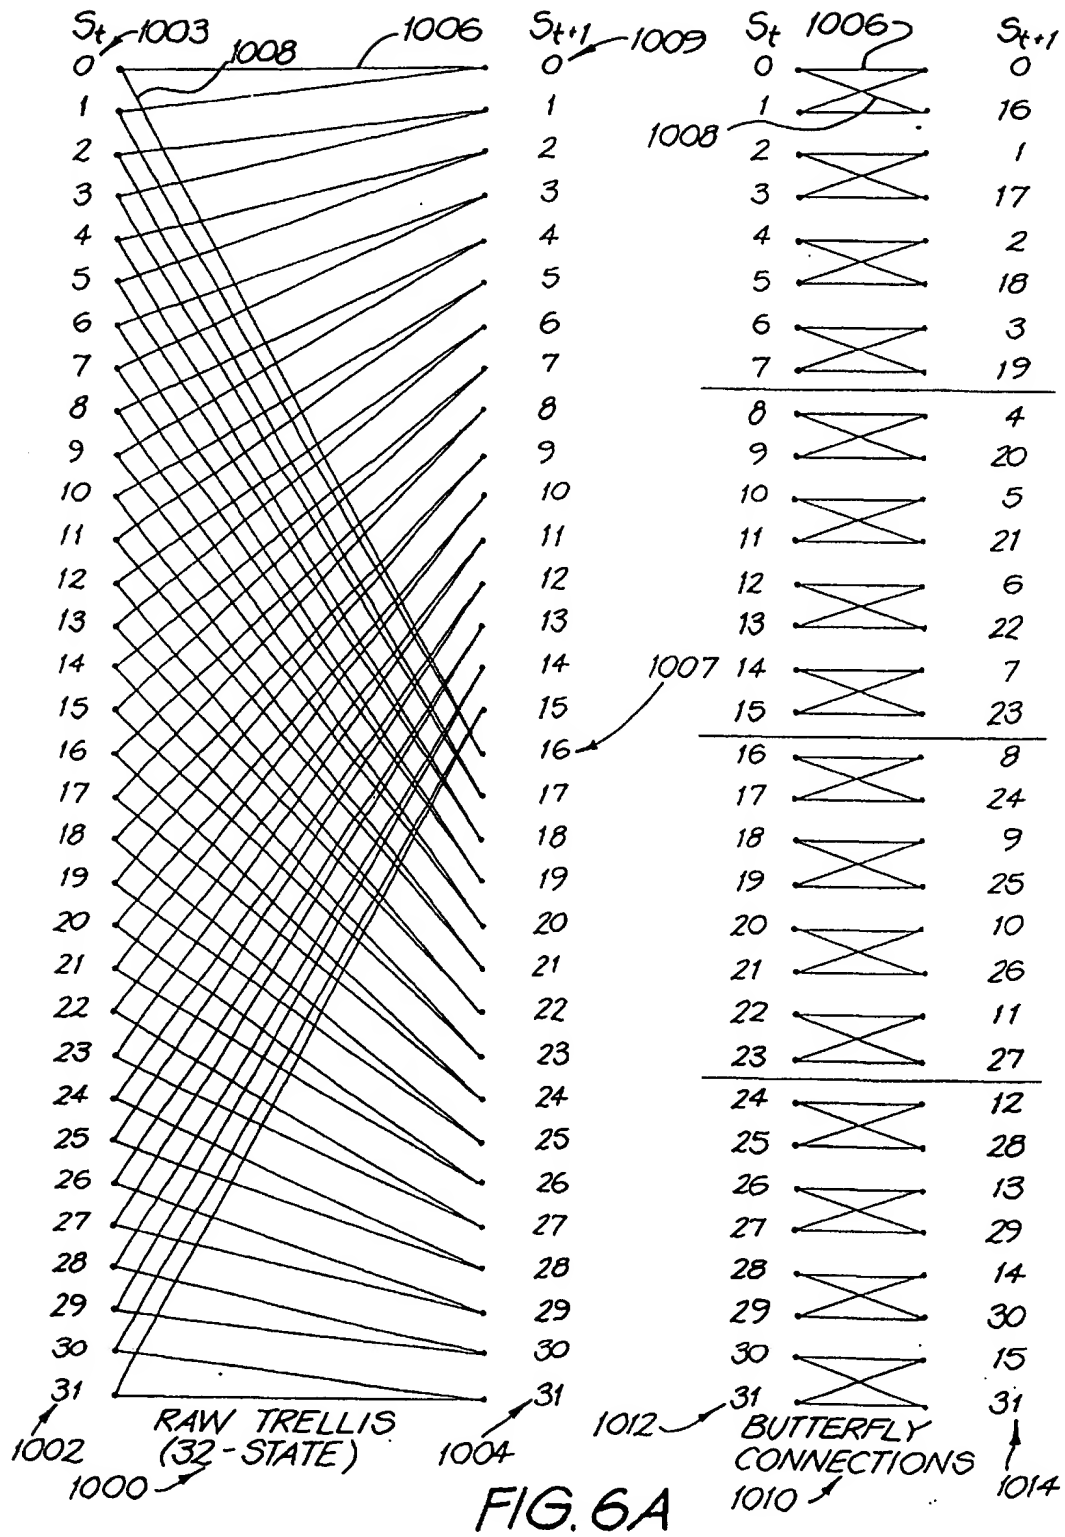 St 1003 1008 1006 St+1 1009 St 1006 St+1
0 0 0 0
1 1 1008 1 16
2 2 2 1
3 3 3 17
4 4 4 2
5 5 5 18
6 6 6 3
7 7 7 19
8 8 8 4
9 9 9 20
10 10 10 5
11 11 11 21
12 12 12 6
13 13 13 22
14 14 1007 14 7
15 15 15 23
16 16 16 8
17 17 17 24
18 18 18 9
19 19 19 25
20 20 20 10
21 21 21 26
22 22 22 11
23 23 23 27
24 24 24 12
25 25 25 28
26 26 26 13
27 27 27 29
28 28 28 14
29 29 29 30
30 30 30 15
31 31 31 31
1002 RAW TRELLIS 1004 1012 BUTTERFLY
(32-STATE) CONNECTIONS 1014
1000 1010
FIG. 6A